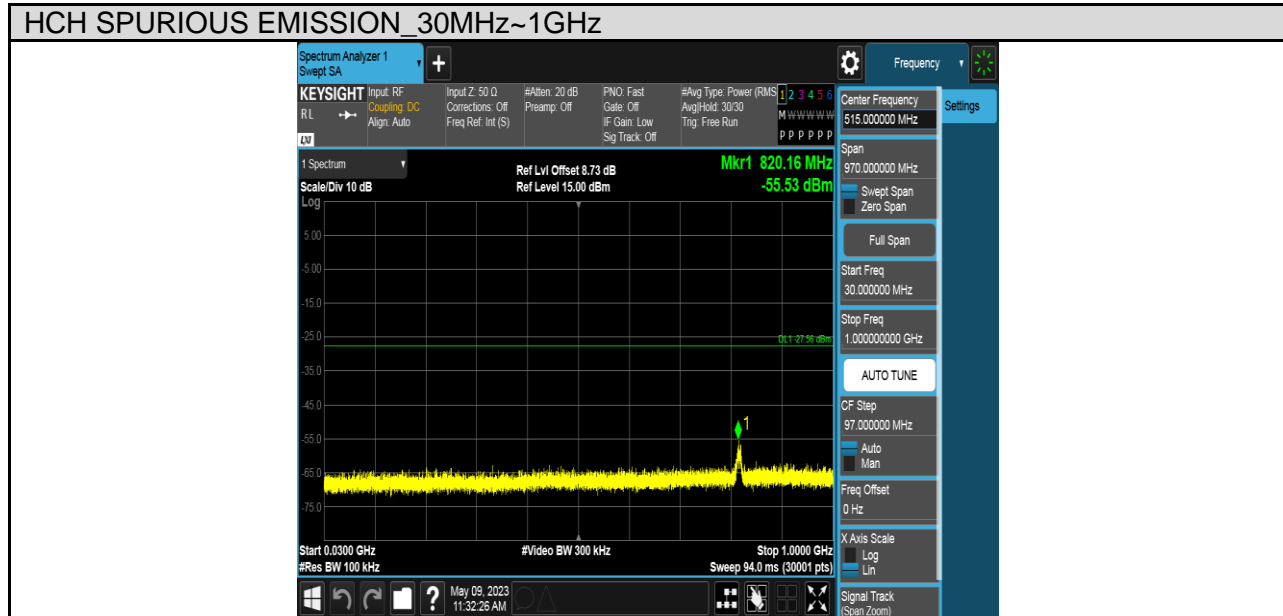 HCH SPURIOUS EMISSION_30MHz~1GHz
Spectrum Analyzer 1
Swept SA
+
Frequency
KEYSIGHT
RL
LXI
Input: RF
Coupling: DC
Align: Auto
Input Z: 50 Ω
Corrections: Off
Freq Ref: Int (S)
#Atten: 20 dB
Preamp: Off
PNO: Fast
Gate: Off
IF Gain: Low
Sig Track: Off
#Avg Type: Power (RMS
Avg|Hold: 30/30
Trig: Free Run
1 2 3 4 5 6
M W W W W W
P P P P P P
1 Spectrum
Scale/Div 10 dB
Ref Lvl Offset 8.73 dB
Ref Level 15.00 dBm
Mkr1 820.16 MHz
-55.53 dBm
Log
5.00
-5.00
-15.0
-25.0
DL1 -27.56 dBm
-35.0
-45.0
1
-55.0
-65.0
-75.0
Start 0.0300 GHz
#Res BW 100 kHz
#Video BW 300 kHz
Stop 1.0000 GHz
Sweep 94.0 ms (30001 pts)
?
May 09, 2023
11:32:26 AM
Center Frequency
515.000000 MHz
Settings
Span
970.000000 MHz
Swept Span
Zero Span
Full Span
Start Freq
30.000000 MHz
Stop Freq
1.000000000 GHz
AUTO TUNE
CF Step
97.000000 MHz
Auto
Man
Freq Offset
0 Hz
X Axis Scale
Log
Lin
Signal Track
(Span Zoom)